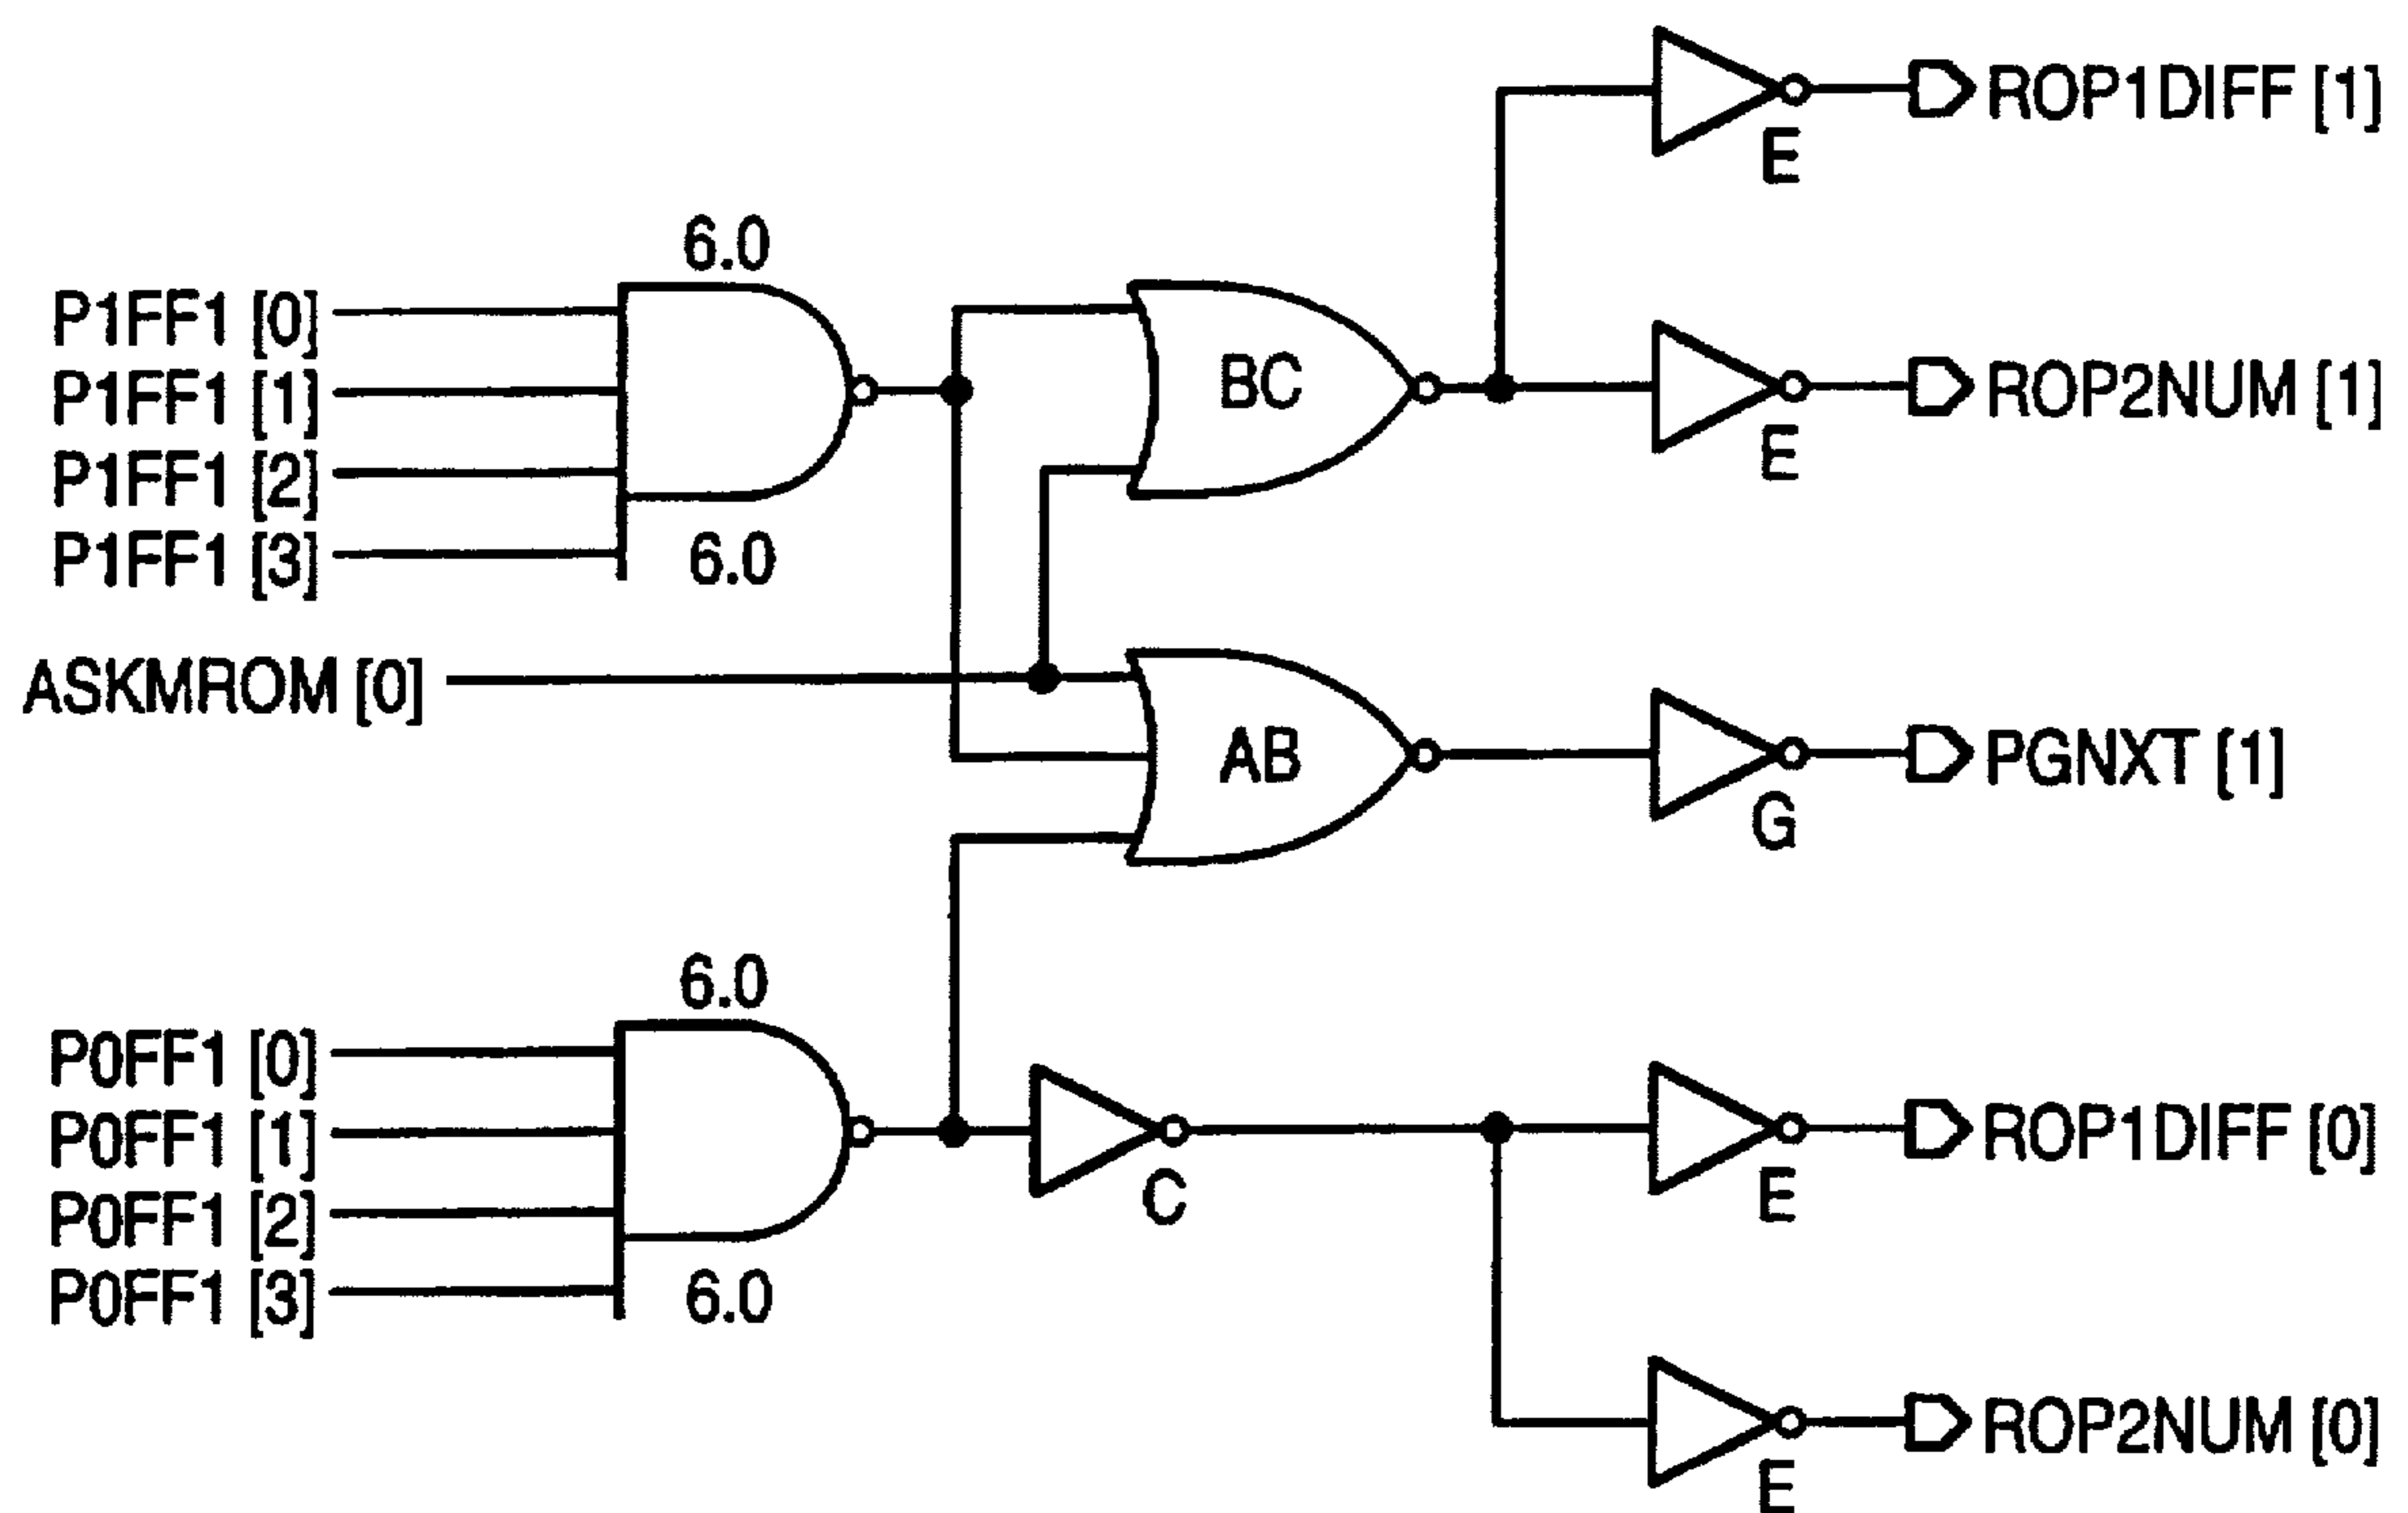 ROP1DIFF [1]
E
6.0
P1FF1 [0]
P1FF1 [1]
P1FF1 [2]
P1FF1 [3]
6.0
BC
ROP2NUM [1]
E
ASKMROM [0]
AB
PGNXT [1]
G
6.0
P0FF1 [0]
P0FF1 [1]
P0FF1 [2]
P0FF1 [3]
6.0
C
ROP1DIFF [0]
E
ROP2NUM [0]
E